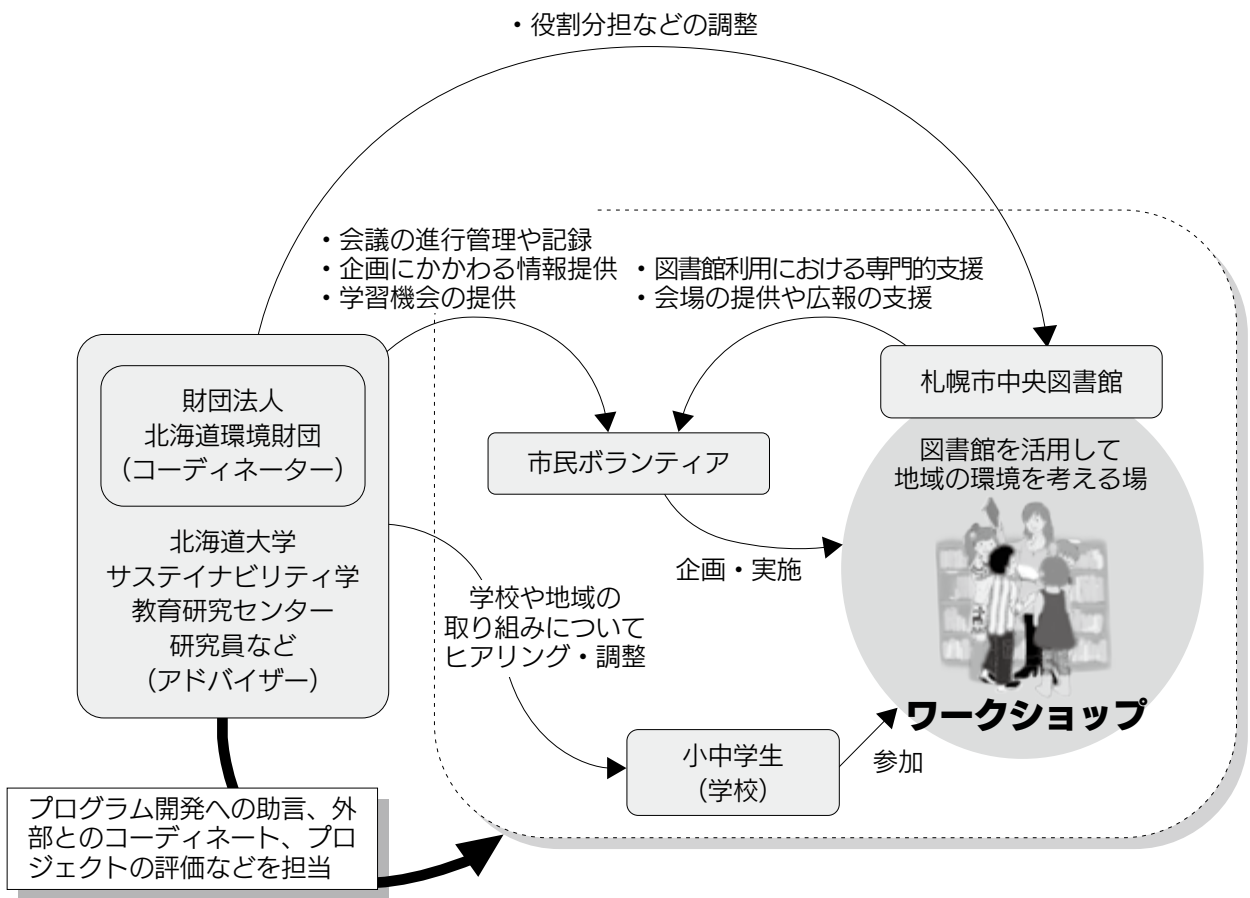 ・役割分担などの調整
・会議の進行管理や記録
・企画にかかわる情報提供
・学習機会の提供
・図書館利用における専門的支援
・会場の提供や広報の支援
財団法人
北海道環境財団
（コーディネーター）
北海道大学
サステイナビリティ学
教育研究センター
研究員など
（アドバイザー）
市民ボランティア
札幌市中央図書館
図書館を活用して
地域の環境を考える場
ワークショップ
企画・実施
学校や地域の
取り組みについて
ヒアリング・調整
小中学生
（学校）
参加
プログラム開発への助言、外
部とのコーディネート、プロ
ジェクトの評価などを担当